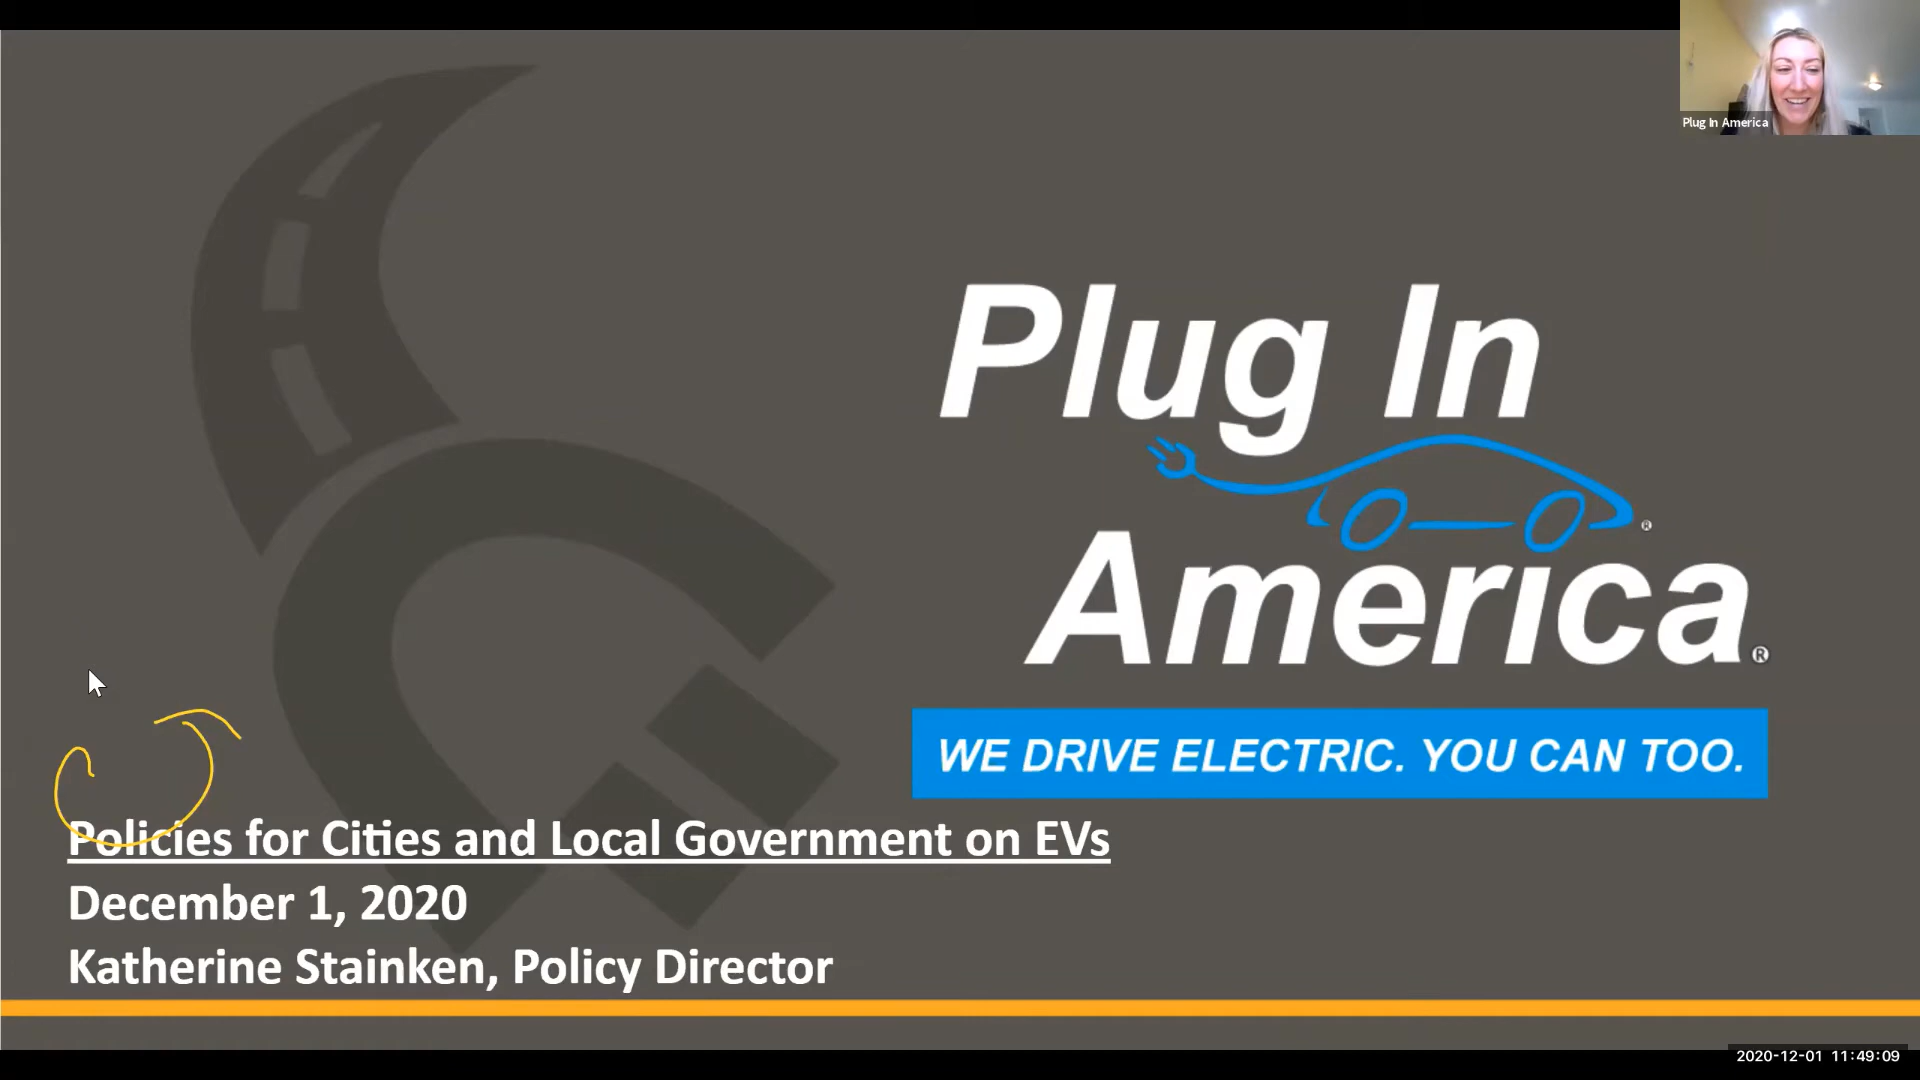 Plug In America
Plug In
®
America®
WE DRIVE ELECTRIC. YOU CAN TOO.
Policies for Cities and Local Government on EVs
December 1, 2020
Katherine Stainken, Policy Director
2020-12-01 11:49:09